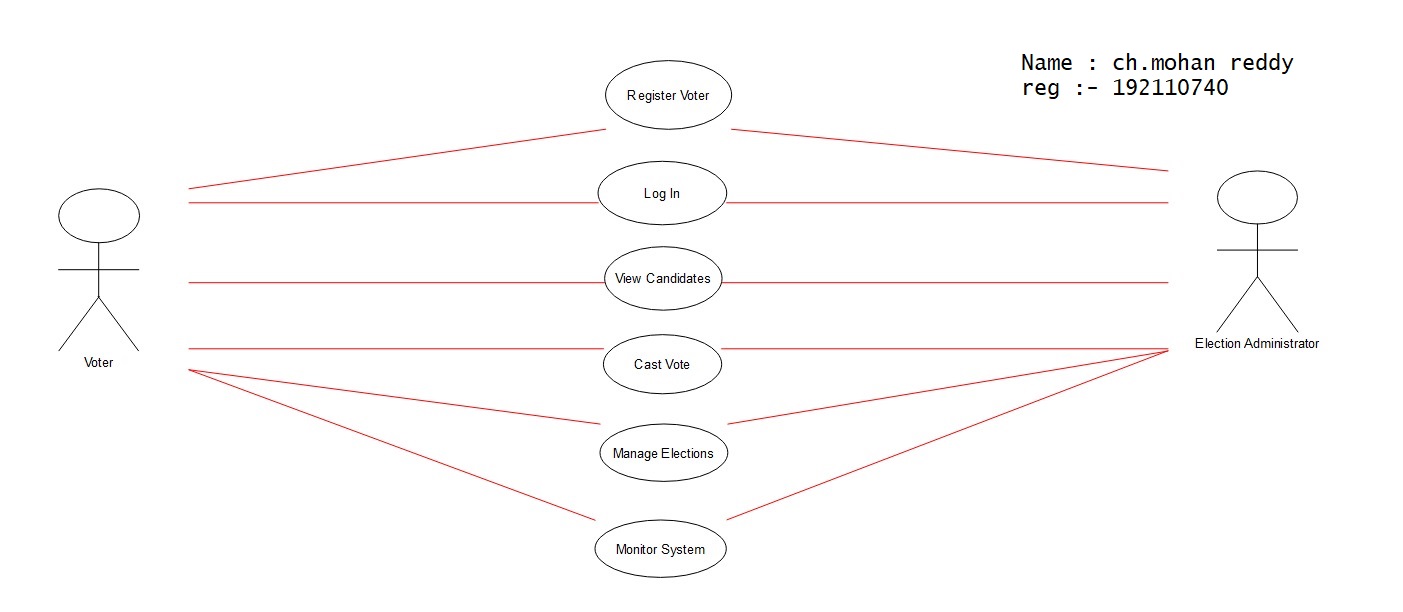 Name : ch.mohan reddy
reg :- 192110740
Register Voter
Log In
View Candidates
Cast Vote
Manage Elections
Monitor System
Voter
Election Administrator